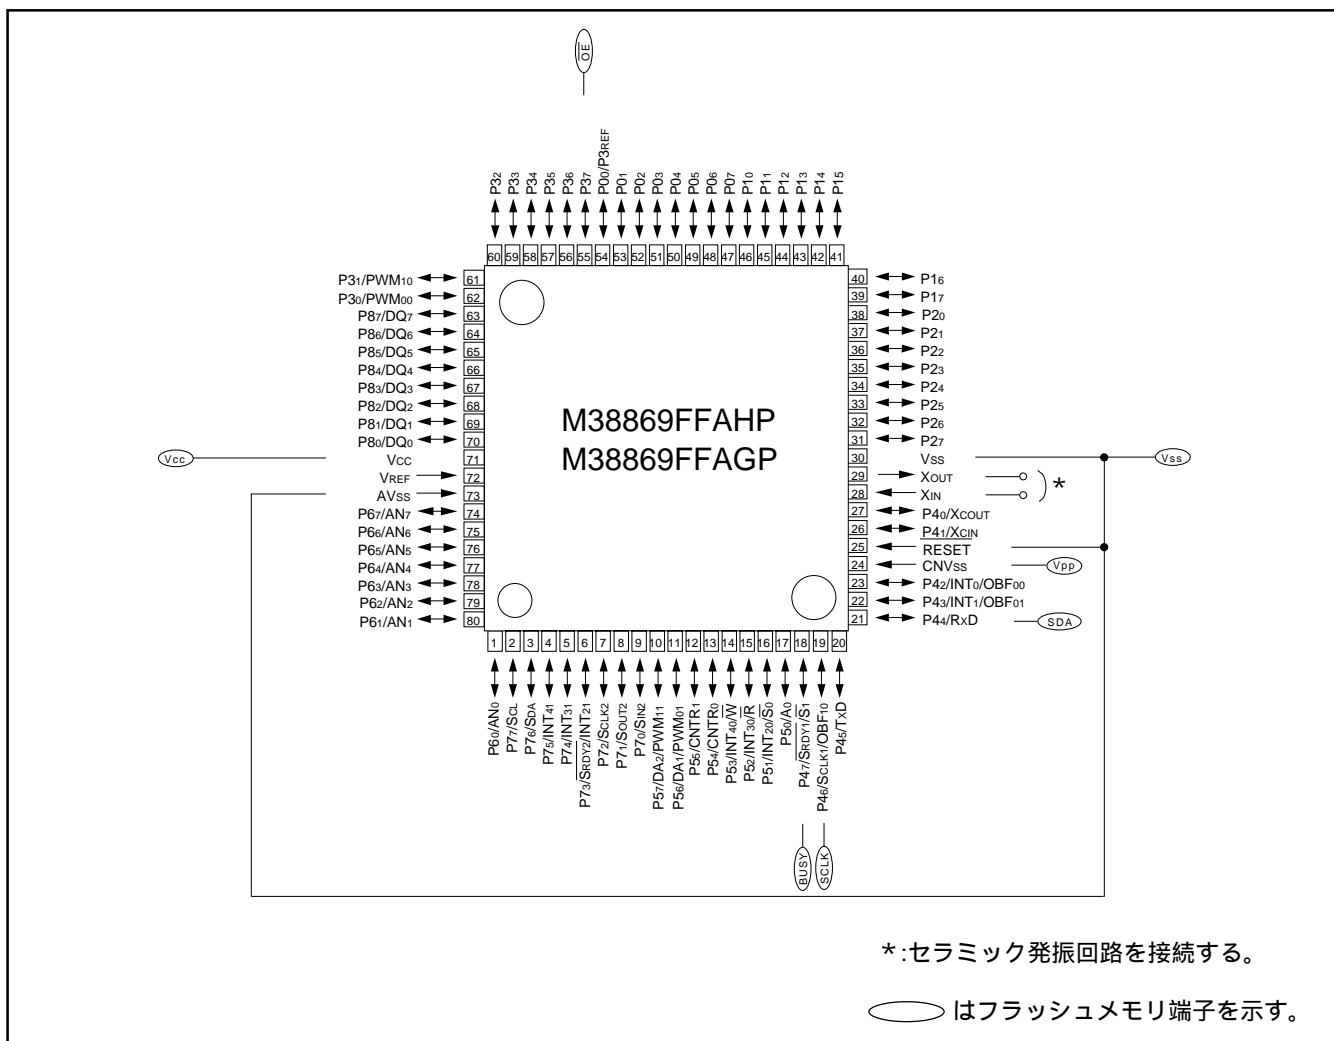 OE
P32 P33 P34 P35 P36 P37 P00/P3REF P01 P02 P03 P04 P05 P06 P07 P10 P11 P12 P13 P14 P15
60 59 58 57 56 55 54 53 52 51 50 49 48 47 46 45 44 43 42 41
P31/PWM10 61
P30/PWM00 62
P87/DQ7 63
P86/DQ6 64
P85/DQ5 65
P84/DQ4 66
P83/DQ3 67
P82/DQ2 68
P81/DQ1 69
P80/DQ0 70
Vcc
VCC 71
VREF 72
AVSS 73
P67/AN7 74
P66/AN6 75
P65/AN5 76
P64/AN4 77
P63/AN3 78
P62/AN2 79
P61/AN1 80
M38869FFAHP
M38869FFAGP
40 P16
39 P17
38 P20
37 P21
36 P22
35 P23
34 P24
33 P25
32 P26
31 P27
30 VSS
Vss
29 XOUT
28 XIN
*
27 P40/XCOUT
26 P41/XCIN
25 RESET
24 CNVSS
Vpp
23 P42/INT0/OBF00
22 P43/INT1/OBF01
21 P44/RXD
SDA
1 2 3 4 5 6 7 8 9 10 11 12 13 14 15 16 17 18 19 20
P60/AN0 P77/SCL P76/SDA P75/INT41 P74/INT31 P73/SRDY2/INT21 P72/SCLK2 P71/SOUT2 P70/SIN2 P57/DA2/PWM11 P56/DA1/PWM01 P55/CNTR1 P54/CNTR0 P53/INT40/W P52/INT30/R P51/INT20/S0 P50/A0 P47/SRDY1/S1 P46/SCLK1/OBF10 P45/TXD
BUSY
SCLK
*:セラミック発振回路を接続する。
はフラッシュメモリ端子を示す。